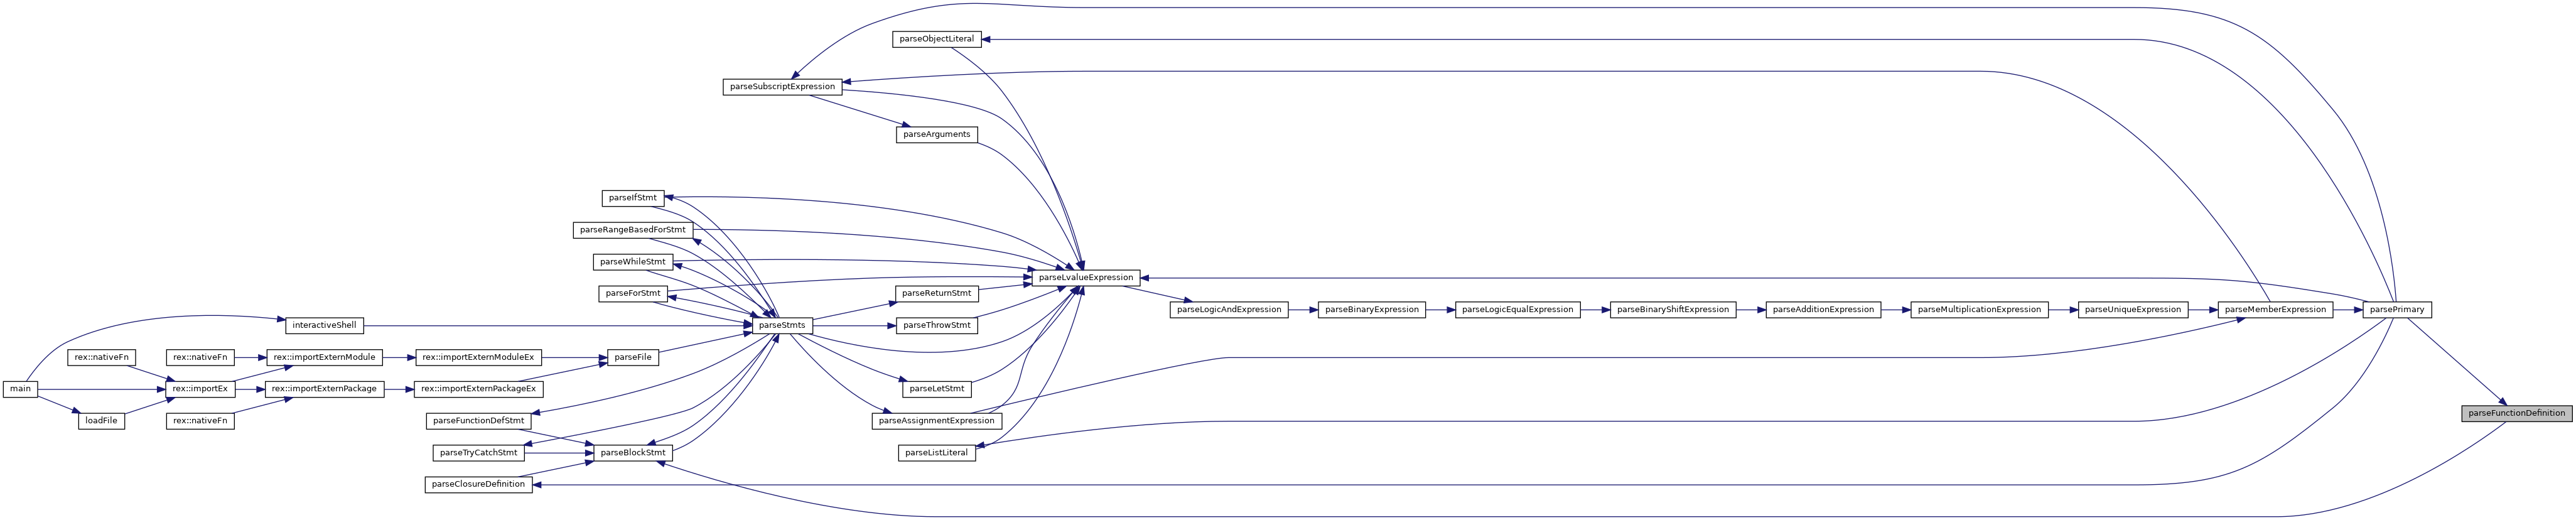 parseObjectLiteral
parseSubscriptExpression
parseArguments
parseIfStmt
parseRangeBasedForStmt
parseWhileStmt
parseLvalueExpression
parseForStmt
parseReturnStmt
parseLogicAndExpression
parseBinaryExpression
parseLogicEqualExpression
parseBinaryShiftExpression
parseAdditionExpression
parseMultiplicationExpression
parseUniqueExpression
parseMemberExpression
parsePrimary
interactiveShell
parseStmts
parseThrowStmt
rex::nativeFn
rex::nativeFn
rex::importExternModule
rex::importExternModuleEx
parseFile
main
rex::importEx
rex::importExternPackage
rex::importExternPackageEx
parseLetStmt
loadFile
rex::nativeFn
parseFunctionDefStmt
parseAssignmentExpression
parseFunctionDefinition
parseTryCatchStmt
parseBlockStmt
parseListLiteral
parseClosureDefinition